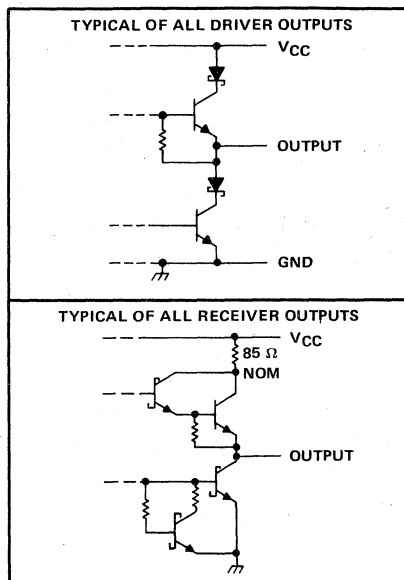 TYPICAL OF ALL DRIVER OUTPUTS
VCC
OUTPUT
GND
TYPICAL OF ALL RECEIVER OUTPUTS
VCC
85 Ω
NOM
OUTPUT